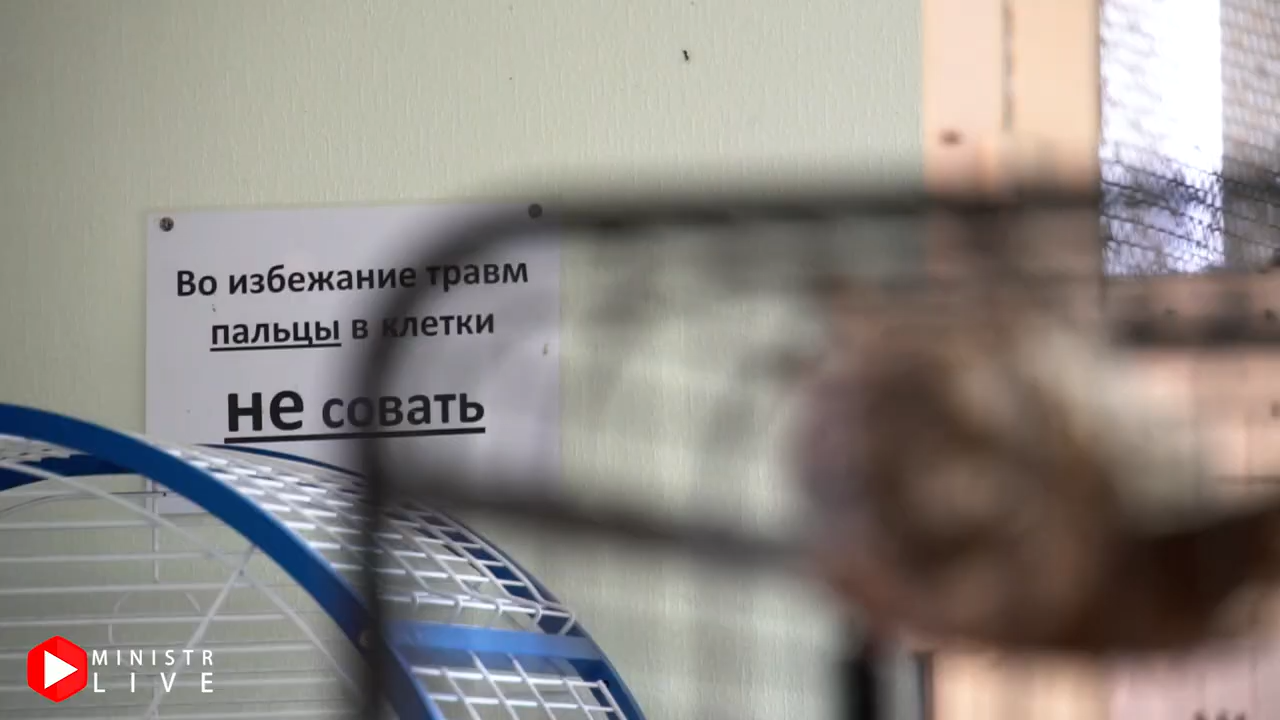 Во избежание травм
пальцы в клетки
не совать
MINISTR
LIVE